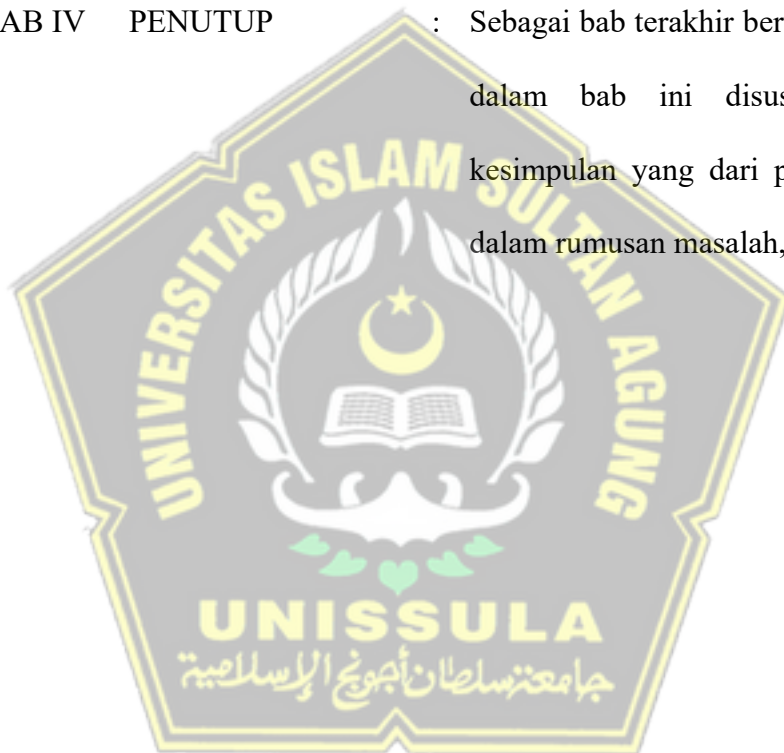 AB IV PENUTUP : Sebagai bab terakhir ber
dalam bab ini disus
kesimpulan yang dari p
dalam rumusan masalah,
UNIVERSITAS ISLAM SULTAN AGUNG
UNISSULA
جامعة سلطان أجونج الإسلامية